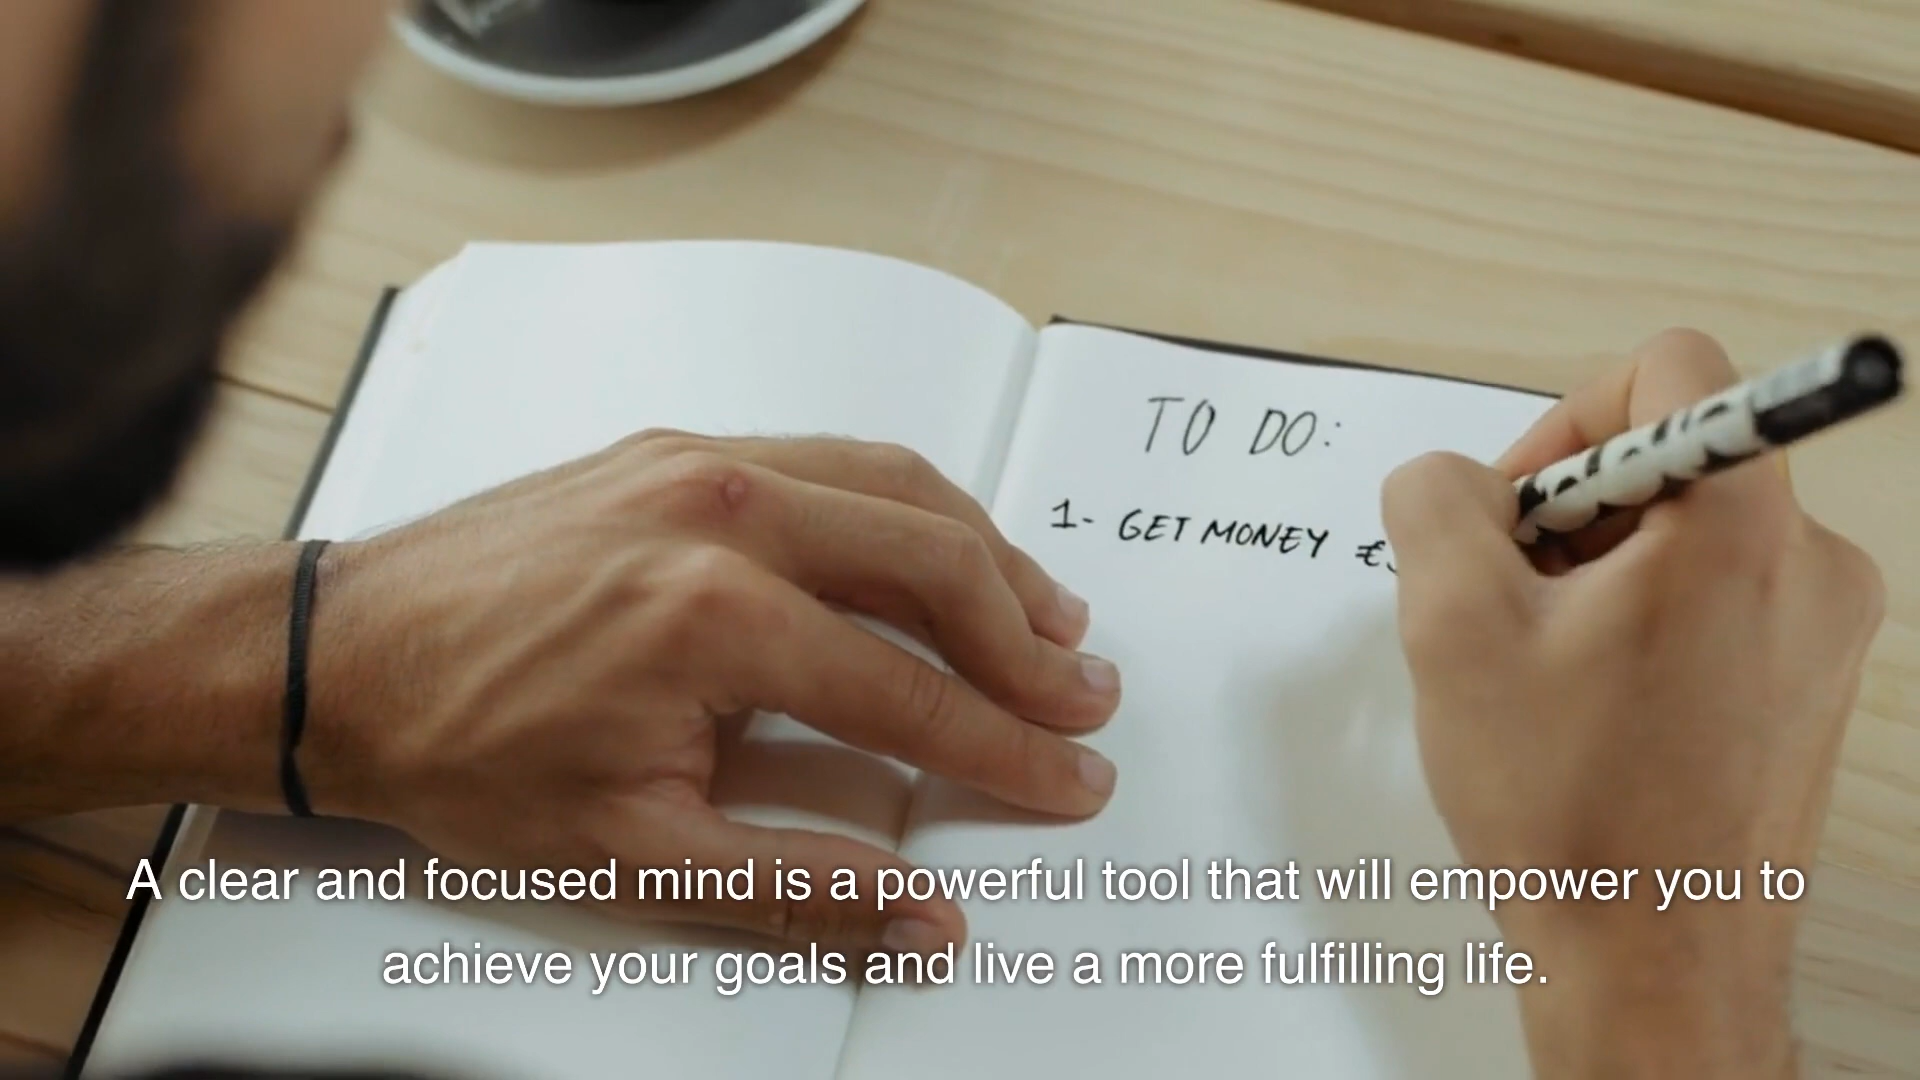 TO DO:
1- GET MONEY €
A clear and focused mind is a powerful tool that will empower you to
achieve your goals and live a more fulfilling life.